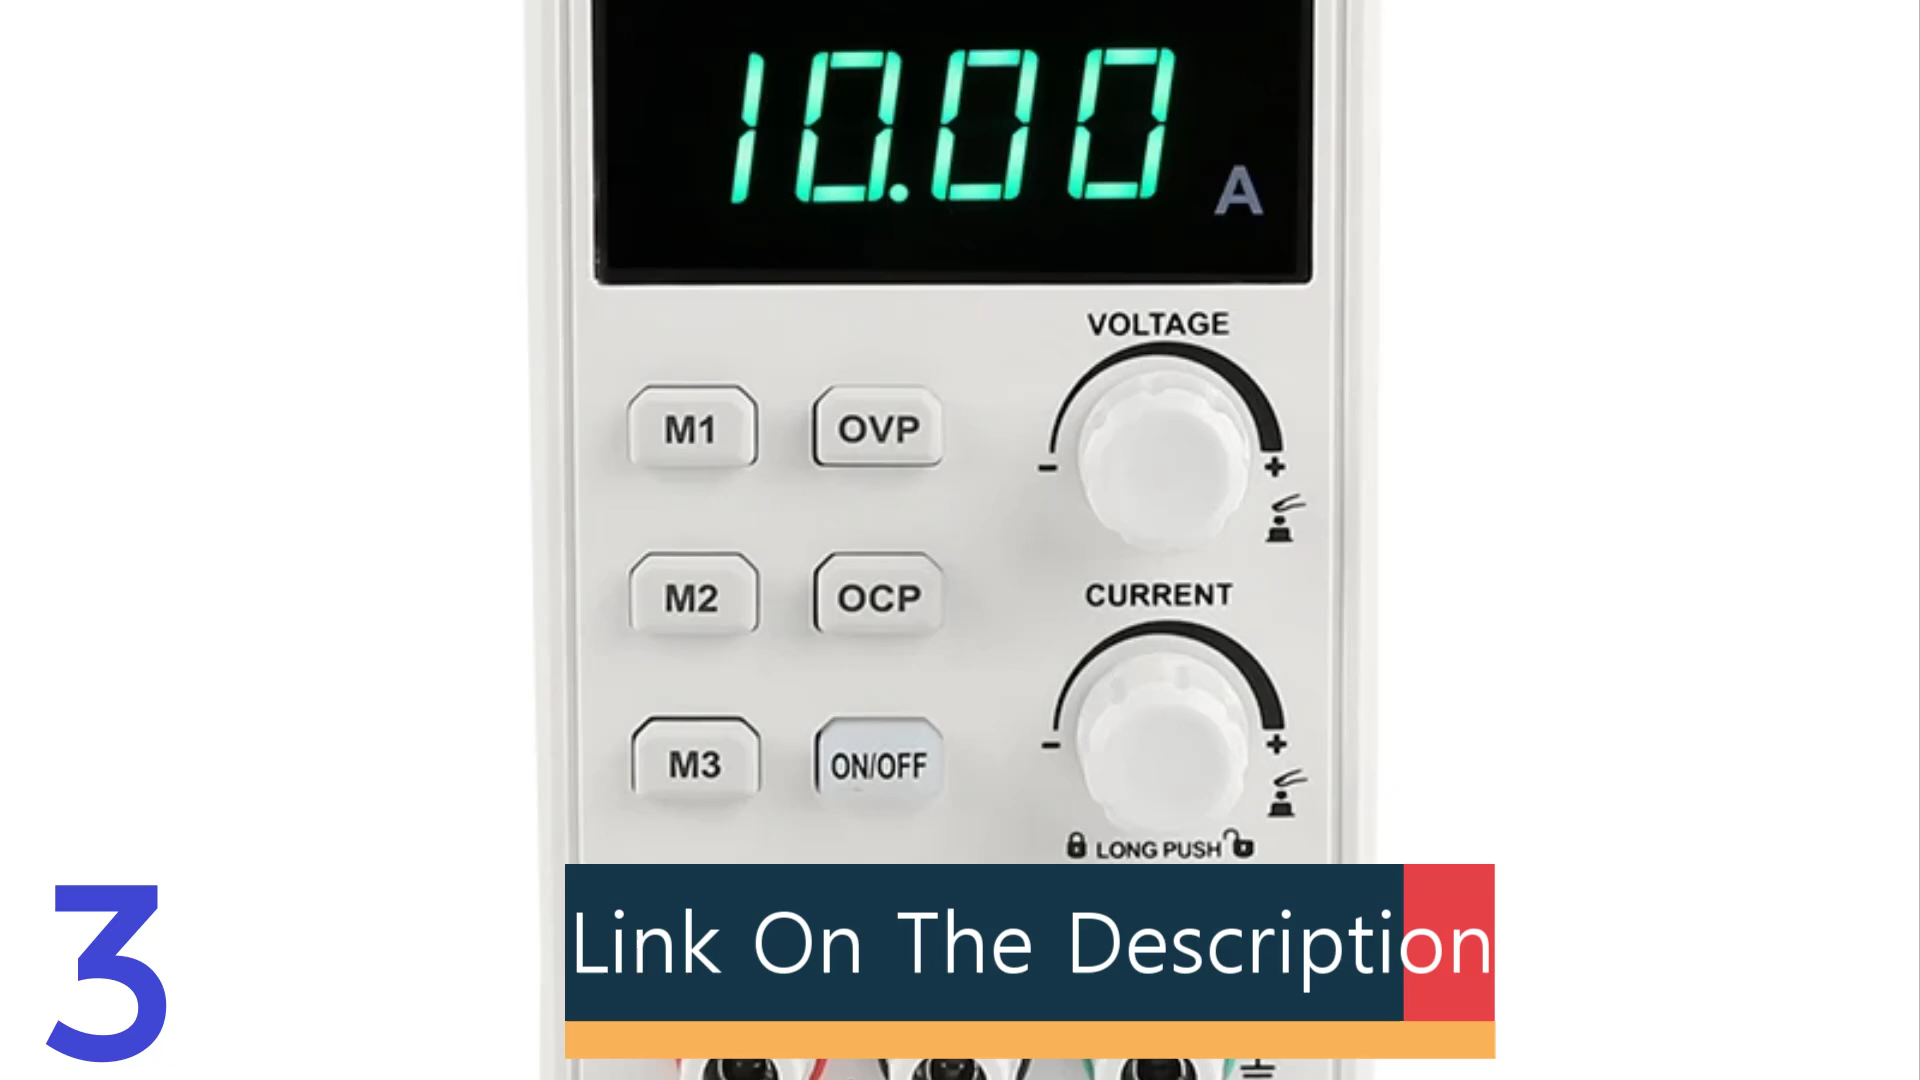 10.00 A
VOLTAGE
M1 OVP
- +
M2 OCP
CURRENT
- +
M3 ON/OFF
LONG PUSH
3
Link On The Description